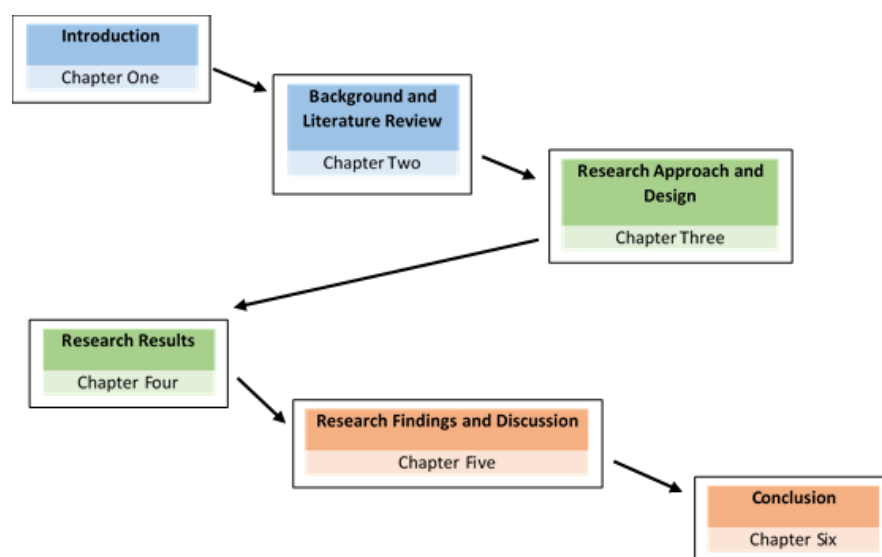 Introduction
Chapter One
Background and
Literature Review
Chapter Two
Research Approach and
Design
Chapter Three
Research Results
Chapter Four
Research Findings and Discussion
Chapter Five
Conclusion
Chapter Six